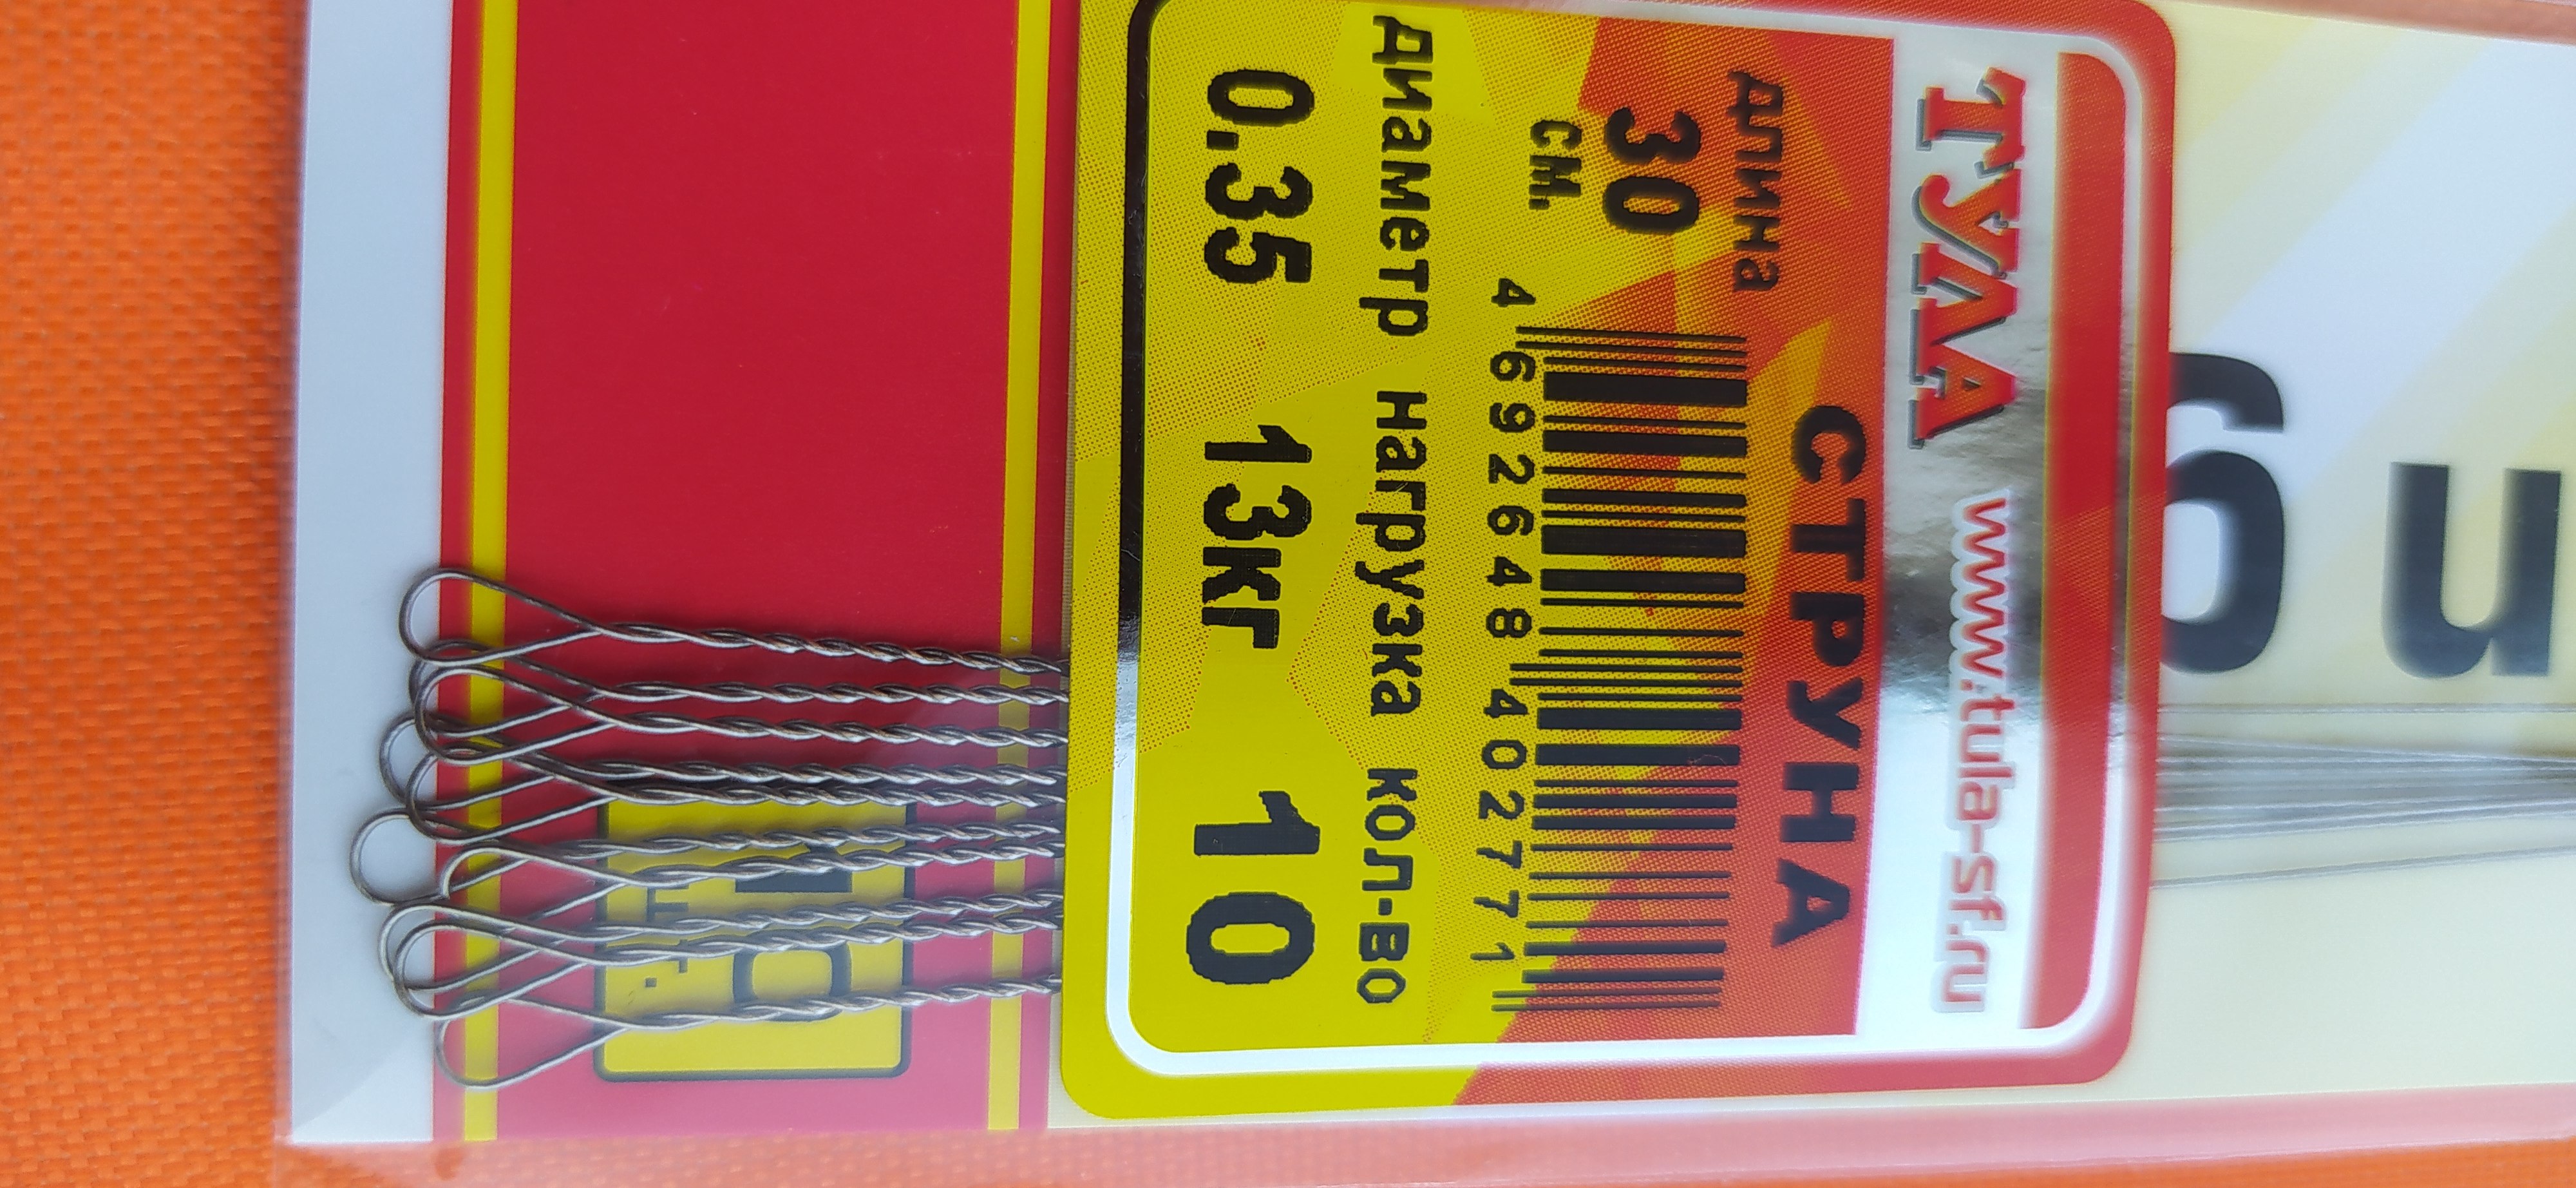 ТУЛА www.tula-sf.ru
СТРУНА
длина
30
см.
4 692648 402771
диаметр нагрузка кол-во
0.35 13кг 10